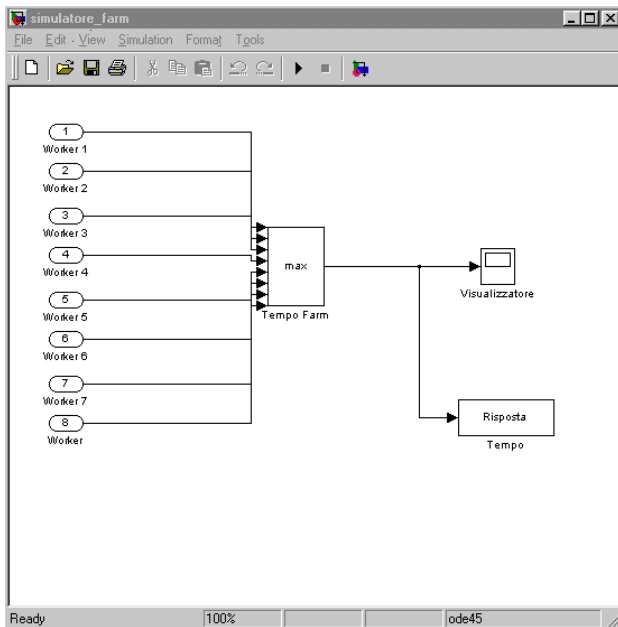 simulatore_farm
File Edit View Simulation Format Tools
1
Worker 1
2
Worker 2
3
Worker 3
4
Worker 4
5
Worker 5
6
Worker 6
7
Worker 7
8
Worker
max
Tempo Farm
Visualizzatore
Risposta
Tempo
Ready 100% ode45